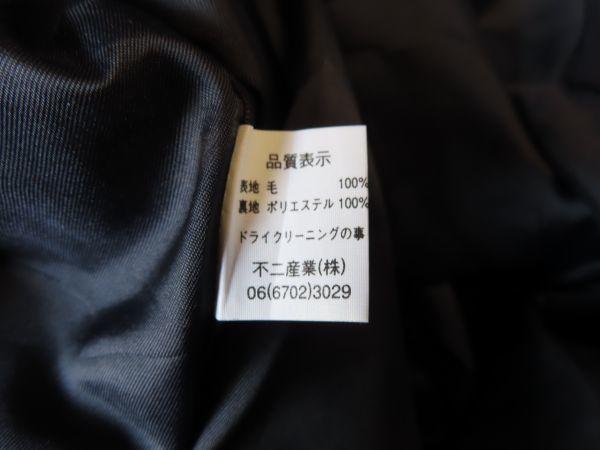 品質表示
表地 毛 100%
裏地 ポリエステル 100%
ドライクリーニングの事
不二産業(株)
06(6702)3029